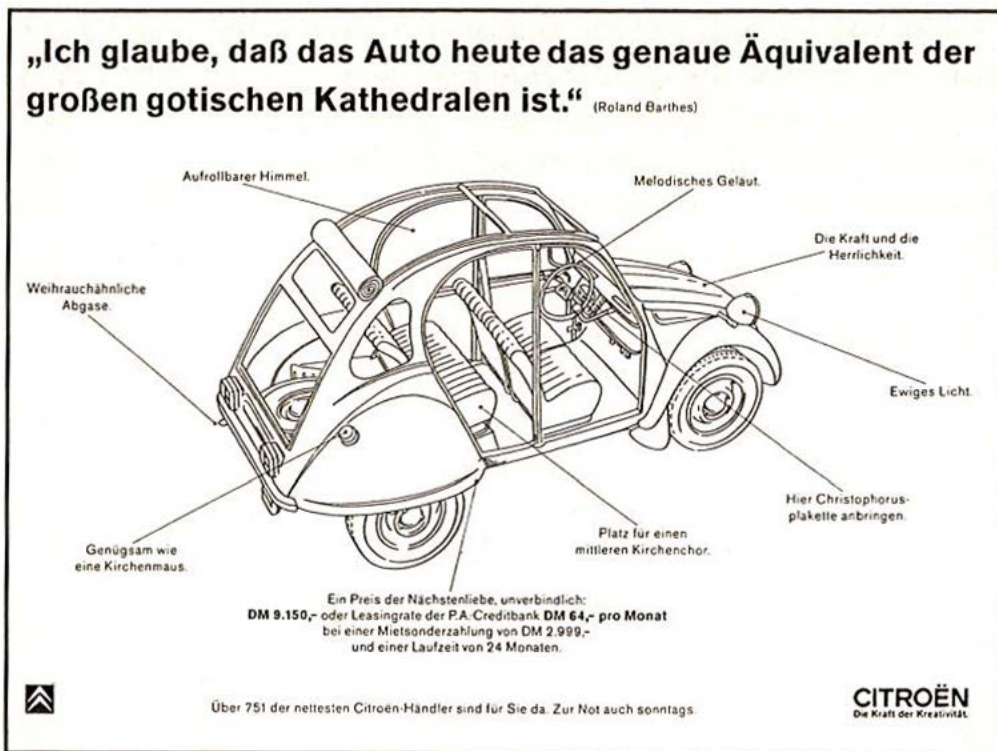 „Ich glaube, daß das Auto heute das genaue Äquivalent der
großen gotischen Kathedralen ist.“ (Roland Barthes)
Aufrollbarer Himmel.
Melodisches Geläut.
Die Kraft und die
Herrlichkeit.
Weihrauchähnliche
Abgase.
Ewiges Licht.
Hier Christophorus-
plakette anbringen.
Platz für einen
mittleren Kirchenchor.
Genügsam wie
eine Kirchenmaus.
Ein Preis der Nächstenliebe, unverbindlich:
DM 9.150,- oder Leasingrate der P.A.-Creditbank DM 64,- pro Monat
bei einer Mietsonderzahlung von DM 2.999,-
und einer Laufzeit von 24 Monaten.
Über 751 der nettesten Citroën-Händler sind für Sie da. Zur Not auch sonntags.
CITROËN
Die Kraft der Kreativität.